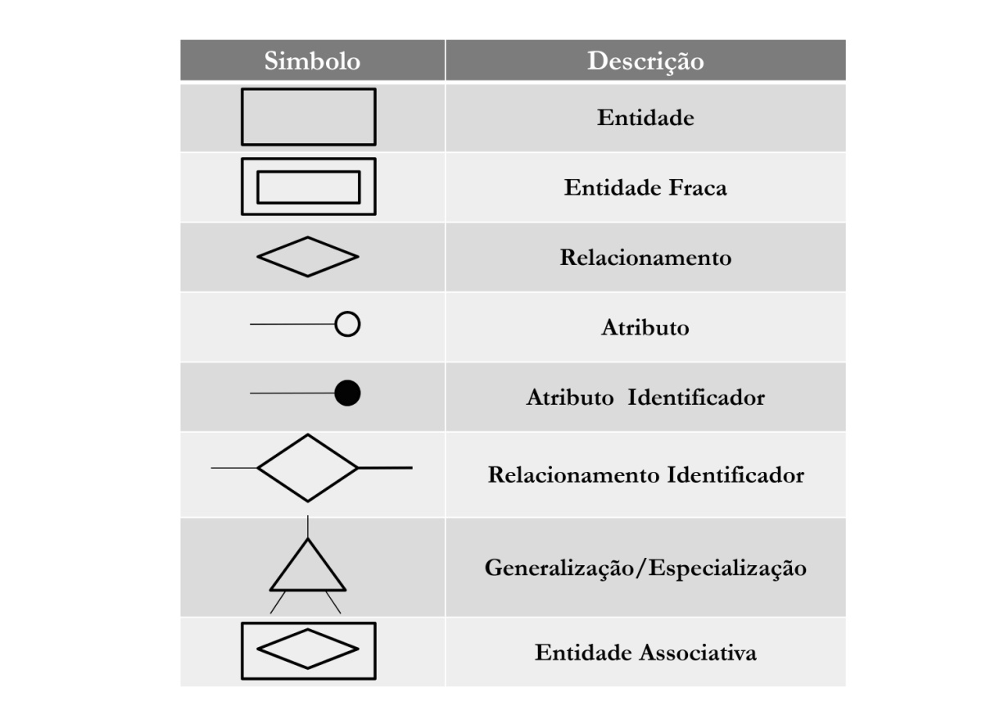 Simbolo
Descrição
Entidade
Entidade Fraca
Relacionamento
Atributo
Atributo Identificador
Relacionamento Identificador
Generalização/Especialização
Entidade Associativa